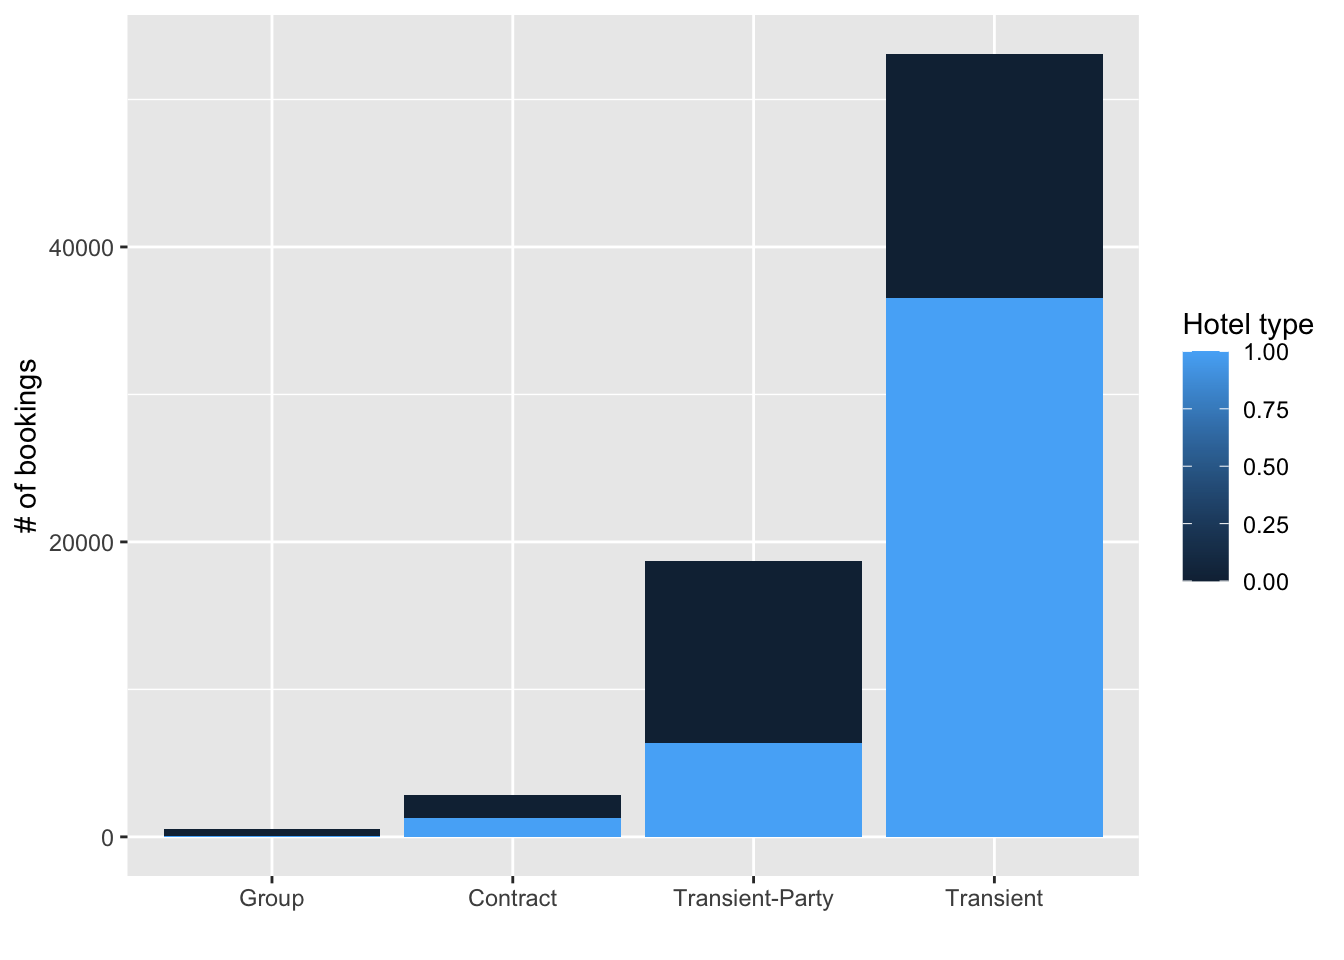 # of bookings
40000
20000
0
Group
Contract
Transient-Party
Transient
Hotel type
1.00
0.75
0.50
0.25
0.00